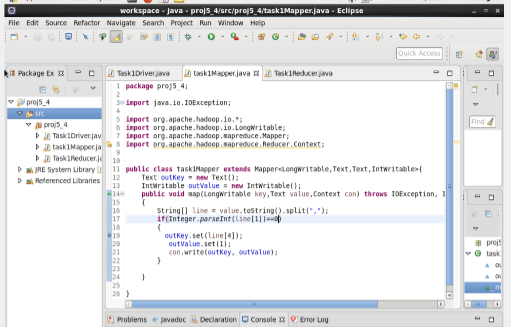 workspace - Java - proj5_4/src/proj5_4/task1Mapper.java - Eclipse
File Edit Source Refactor Navigate Search Project Run Window Help
Quick Access
Package Ex
Task1Driver.java
task1Mapper.java
Task1Reducer.java
proj5_4
src
proj5_4
Task1Driver.jav
task1Mapper.ja
Task1Reducer.j
JRE System Library [
Referenced Libraries
1 package proj5_4;
2
3 import java.io.IOException;
4
5 import org.apache.hadoop.io.*;
6 import org.apache.hadoop.io.LongWritable;
7 import org.apache.hadoop.mapreduce.Mapper;
8 import org.apache.hadoop.mapreduce.Reducer.Context;
9
10
11 public class task1Mapper extends Mapper<LongWritable,Text,Text,IntWritable>{
12 Text outKey = new Text();
13 IntWritable outValue = new IntWritable();
14 public void map(LongWritable key,Text value,Context con) throws IOException, I
15 {
16 String[] line = value.toString().split(",");
17 if(Integer.parseInt(line[1])==0)
18 {
19 outKey.set(line[4]);
20 outValue.set(1);
21 con.write(outKey, outValue);
22 }
23
24 }
25
26 }
Find
proj5
task
ou
ou
m
Problems Javadoc Declaration Console Error Log